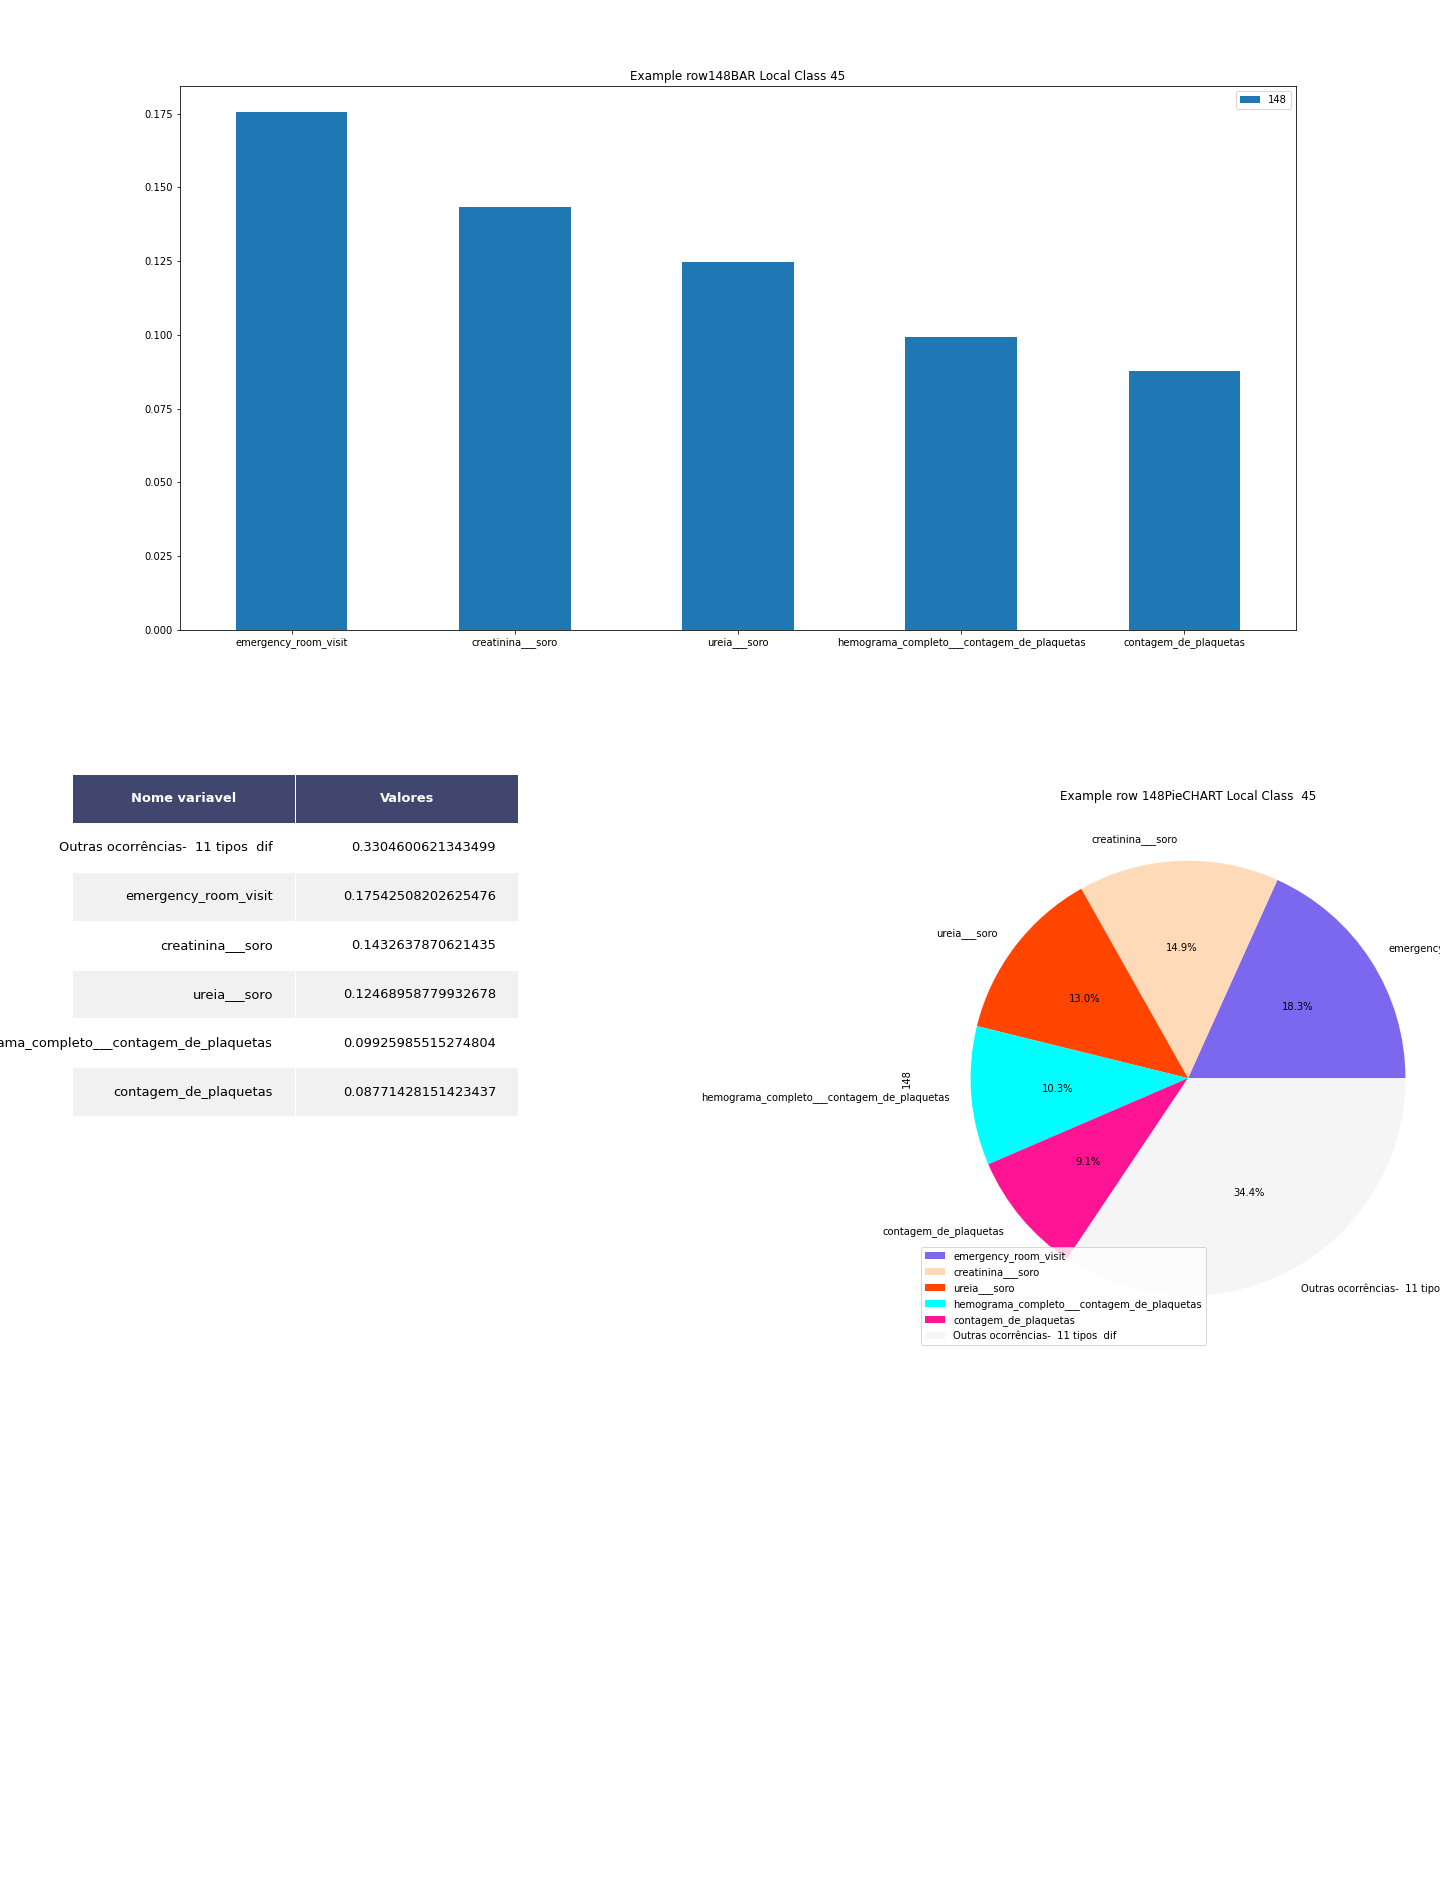 Example row148BAR Local Class 45
148
0.175
0.150
0.125
0.100
0.075
0.050
0.025
0.000
emergency_room_visit creatinina___soro ureia___soro hemograma_completo___contagem_de_plaquetas contagem_de_plaquetas
Nome variavel Valores
Outras ocorrências-  11 tipos  dif 0.3304600621343499
emergency_room_visit 0.17542508202625476
creatinina___soro 0.1432637870621435
ureia___soro 0.12468958779932678
ama_completo___contagem_de_plaquetas 0.09925985515274804
contagem_de_plaquetas 0.08771428151423437
Example row 148PieCHART Local Class  45
creatinina___soro
ureia___soro
emergency
14.9%
13.0%
18.3%
148
10.3%
hemograma_completo___contagem_de_plaquetas
9.1%
34.4%
contagem_de_plaquetas
Outras ocorrências-  11 tipo
emergency_room_visit
creatinina___soro
ureia___soro
hemograma_completo___contagem_de_plaquetas
contagem_de_plaquetas
Outras ocorrências-  11 tipos  dif